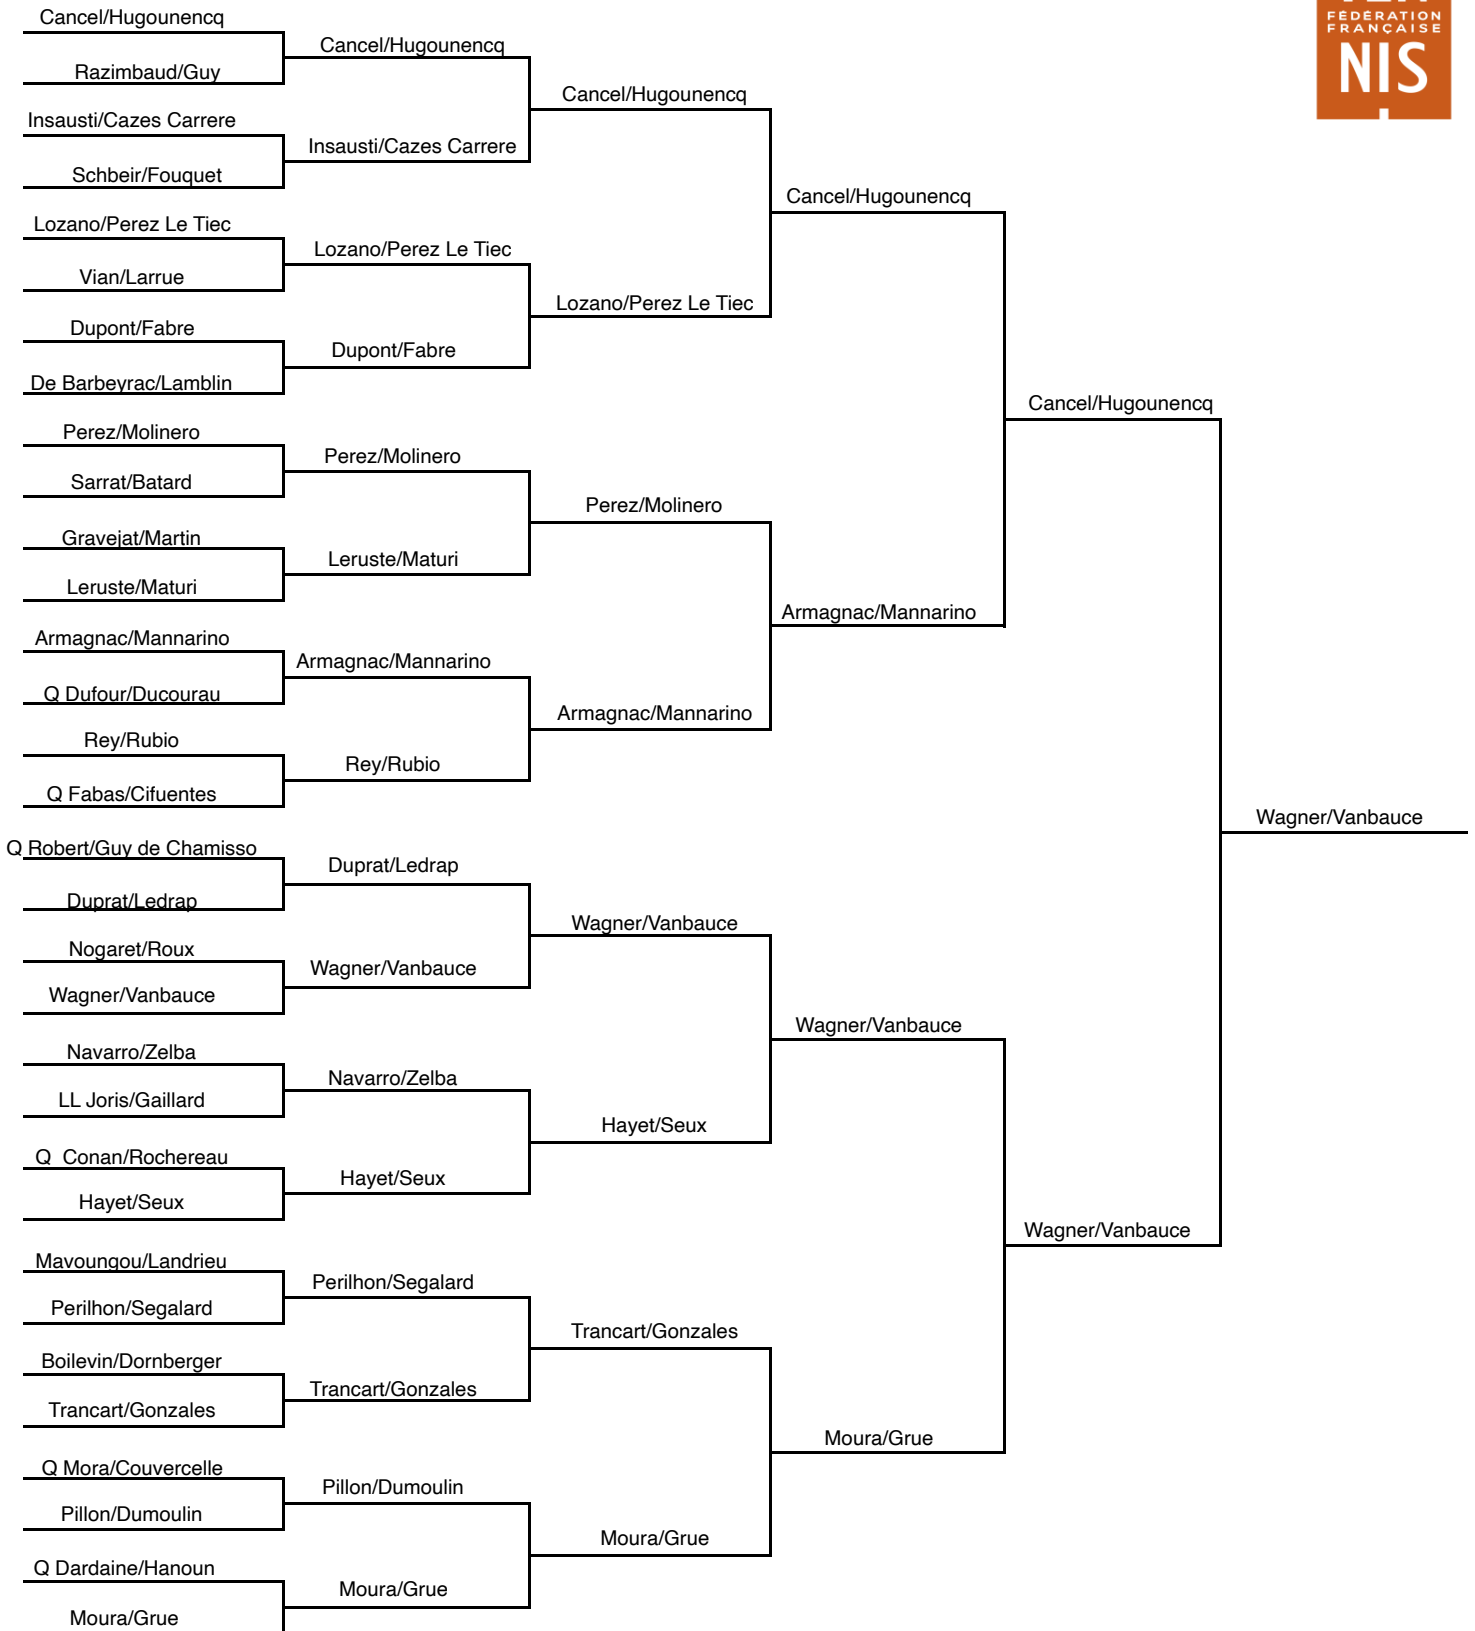 Cancel/Hugounencq
Razimbaud/Guy
Insausti/Cazes Carrere
Schbeir/Fouquet
Lozano/Perez Le Tiec
Vian/Larrue
Dupont/Fabre
De Barbeyrac/Lamblin
Perez/Molinero
Sarrat/Batard
Gravejat/Martin
Leruste/Maturi
Armagnac/Mannarino
Q Dufour/Ducourau
Rey/Rubio
Q Fabas/Cifuentes
Q Robert/Guy de Chamisso
Duprat/Ledrap
Nogaret/Roux
Wagner/Vanbauce
Navarro/Zelba
LL Joris/Gaillard
Q  Conan/Rochereau
Hayet/Seux
Mavoungou/Landrieu
Perilhon/Segalard
Boilevin/Dornberger
Trancart/Gonzales
Q Mora/Couvercelle
Pillon/Dumoulin
Q Dardaine/Hanoun
Moura/Grue
Cancel/Hugounencq
Insausti/Cazes Carrere
Lozano/Perez Le Tiec
Dupont/Fabre
Perez/Molinero
Leruste/Maturi
Armagnac/Mannarino
Rey/Rubio
Duprat/Ledrap
Wagner/Vanbauce
Navarro/Zelba
Hayet/Seux
Perilhon/Segalard
Trancart/Gonzales
Pillon/Dumoulin
Moura/Grue
Cancel/Hugounencq
Lozano/Perez Le Tiec
Perez/Molinero
Armagnac/Mannarino
Wagner/Vanbauce
Hayet/Seux
Trancart/Gonzales
Moura/Grue
Cancel/Hugounencq
Armagnac/Mannarino
Wagner/Vanbauce
Moura/Grue
Cancel/Hugounencq
Wagner/Vanbauce
Wagner/Vanbauce
FÉDÉRATION
FRANÇAISE
NIS